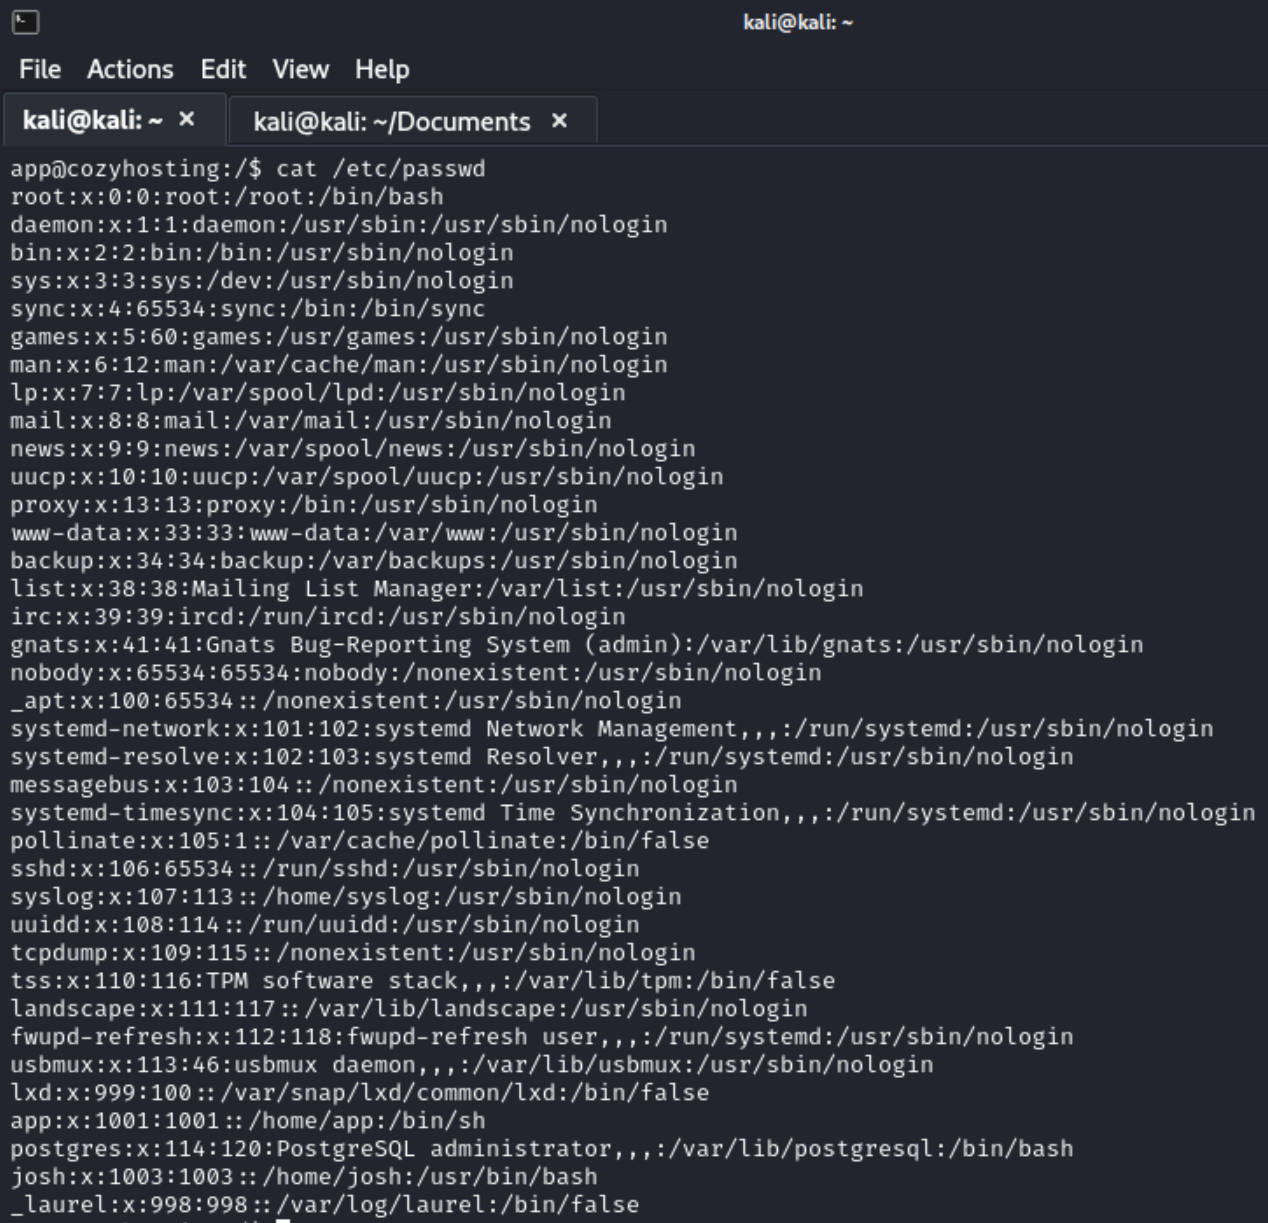 kali@kali: ~
File Actions Edit View Help
kali@kali: ~ × kali@kali: ~/Documents ×
app@cozyhosting:/$ cat /etc/passwd
root:x:0:0:root:/root:/bin/bash
daemon:x:1:1:daemon:/usr/sbin:/usr/sbin/nologin
bin:x:2:2:bin:/bin:/usr/sbin/nologin
sys:x:3:3:sys:/dev:/usr/sbin/nologin
sync:x:4:65534:sync:/bin:/bin/sync
games:x:5:60:games:/usr/games:/usr/sbin/nologin
man:x:6:12:man:/var/cache/man:/usr/sbin/nologin
lp:x:7:7:lp:/var/spool/lpd:/usr/sbin/nologin
mail:x:8:8:mail:/var/mail:/usr/sbin/nologin
news:x:9:9:news:/var/spool/news:/usr/sbin/nologin
uucp:x:10:10:uucp:/var/spool/uucp:/usr/sbin/nologin
proxy:x:13:13:proxy:/bin:/usr/sbin/nologin
www-data:x:33:33:www-data:/var/www:/usr/sbin/nologin
backup:x:34:34:backup:/var/backups:/usr/sbin/nologin
list:x:38:38:Mailing List Manager:/var/list:/usr/sbin/nologin
irc:x:39:39:ircd:/run/ircd:/usr/sbin/nologin
gnats:x:41:41:Gnats Bug-Reporting System (admin):/var/lib/gnats:/usr/sbin/nologin
nobody:x:65534:65534:nobody:/nonexistent:/usr/sbin/nologin
_apt:x:100:65534::/nonexistent:/usr/sbin/nologin
systemd-network:x:101:102:systemd Network Management,,,:/run/systemd:/usr/sbin/nologin
systemd-resolve:x:102:103:systemd Resolver,,,:/run/systemd:/usr/sbin/nologin
messagebus:x:103:104::/nonexistent:/usr/sbin/nologin
systemd-timesync:x:104:105:systemd Time Synchronization,,,:/run/systemd:/usr/sbin/nologin
pollinate:x:105:1::/var/cache/pollinate:/bin/false
sshd:x:106:65534::/run/sshd:/usr/sbin/nologin
syslog:x:107:113::/home/syslog:/usr/sbin/nologin
uuidd:x:108:114::/run/uuidd:/usr/sbin/nologin
tcpdump:x:109:115::/nonexistent:/usr/sbin/nologin
tss:x:110:116:TPM software stack,,,:/var/lib/tpm:/bin/false
landscape:x:111:117::/var/lib/landscape:/usr/sbin/nologin
fwupd-refresh:x:112:118:fwupd-refresh user,,,:/run/systemd:/usr/sbin/nologin
usbmux:x:113:46:usbmux daemon,,,:/var/lib/usbmux:/usr/sbin/nologin
lxd:x:999:100::/var/snap/lxd/common/lxd:/bin/false
app:x:1001:1001::/home/app:/bin/sh
postgres:x:114:120:PostgreSQL administrator,,,:/var/lib/postgresql:/bin/bash
josh:x:1003:1003::/home/josh:/usr/bin/bash
_laurel:x:998:998::/var/log/laurel:/bin/false